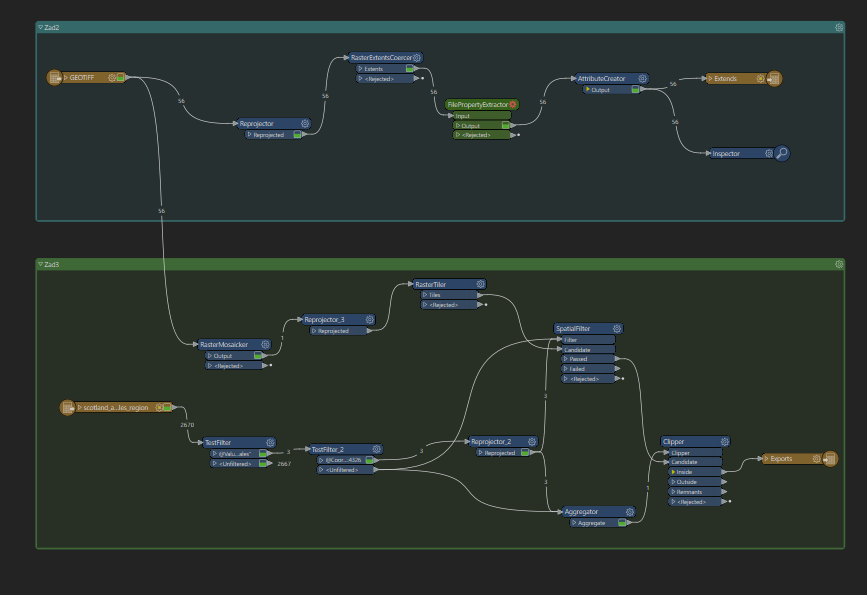 Zad2
GEOTIFF
56
Reprojector
Reprojected
56
RasterExtentsCoercer
Extents
<Rejected>
56
FilePropertyExtractor
Input
Output
<Rejected>
56
AttributeCreator
Output
56
Extends
56
Inspector
56
Zad3
RasterMosaicker
Output
<Rejected>
1
Reprojector_3
Reprojected
RasterTiler
Tiles
<Rejected>
SpatialFilter
Filter
Candidate
Passed
Failed
<Rejected>
scotland_a...les_region
2670
TestFilter
@Valu...ales'
<Unfiltered>
3
2667
TestFilter_2
@Coor...4326
<Unfiltered>
3
Reprojector_2
Reprojected
3
3
Aggregator
Aggregate
1
Clipper
Clipper
Candidate
Inside
Outside
Remnants
<Rejected>
Exports